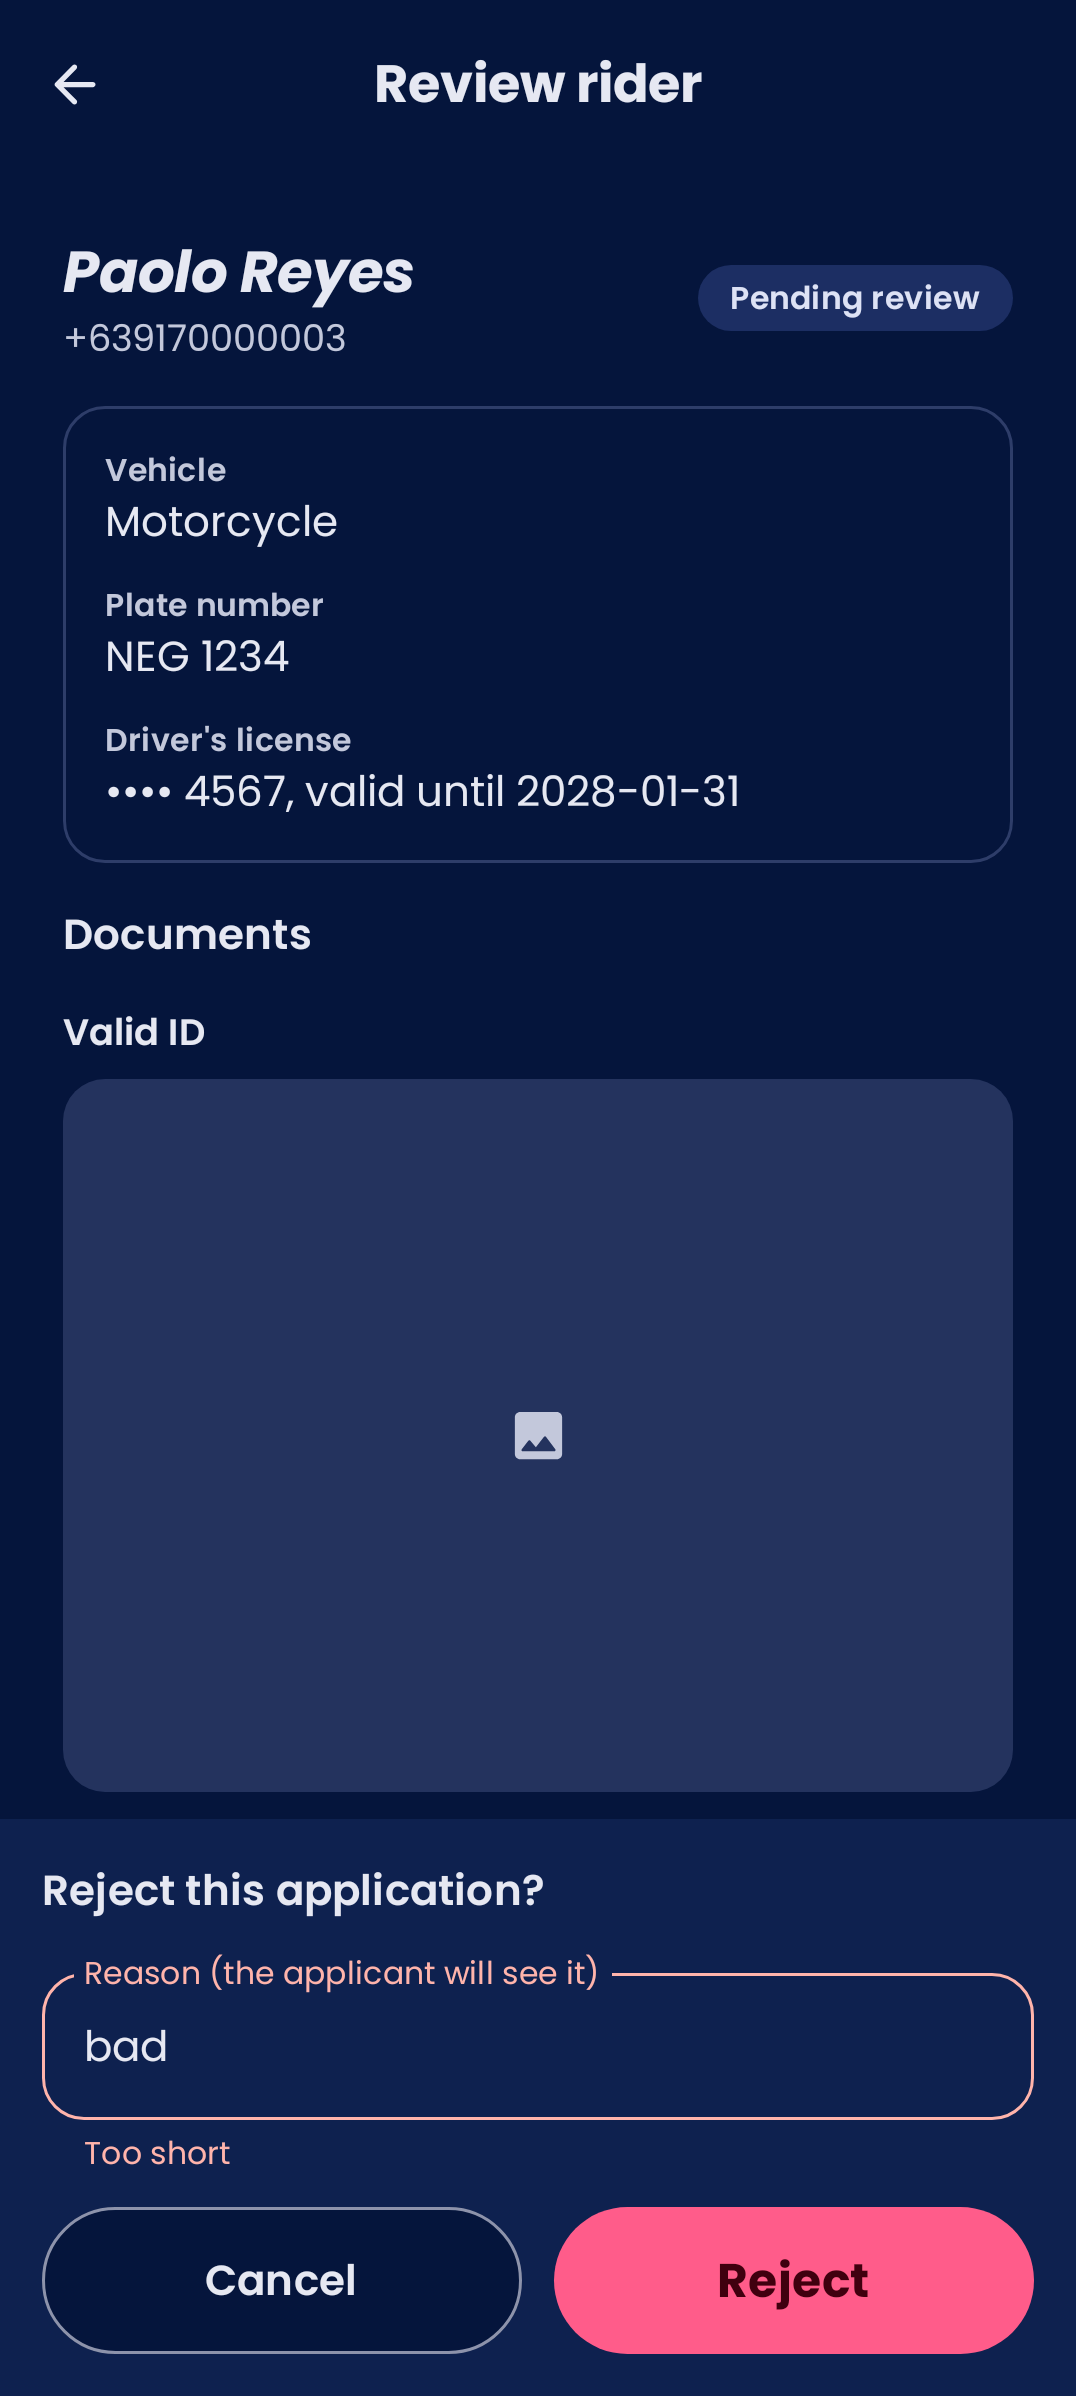 Review rider
Paolo Reyes
Pending review
+639170000003
Vehicle
Motorcycle
Plate number
NEG 1234
Driver's license
•••• 4567, valid until 2028-01-31
Documents
Valid ID
Reject this application?
Reason (the applicant will see it)
bad
Too short
Cancel
Reject